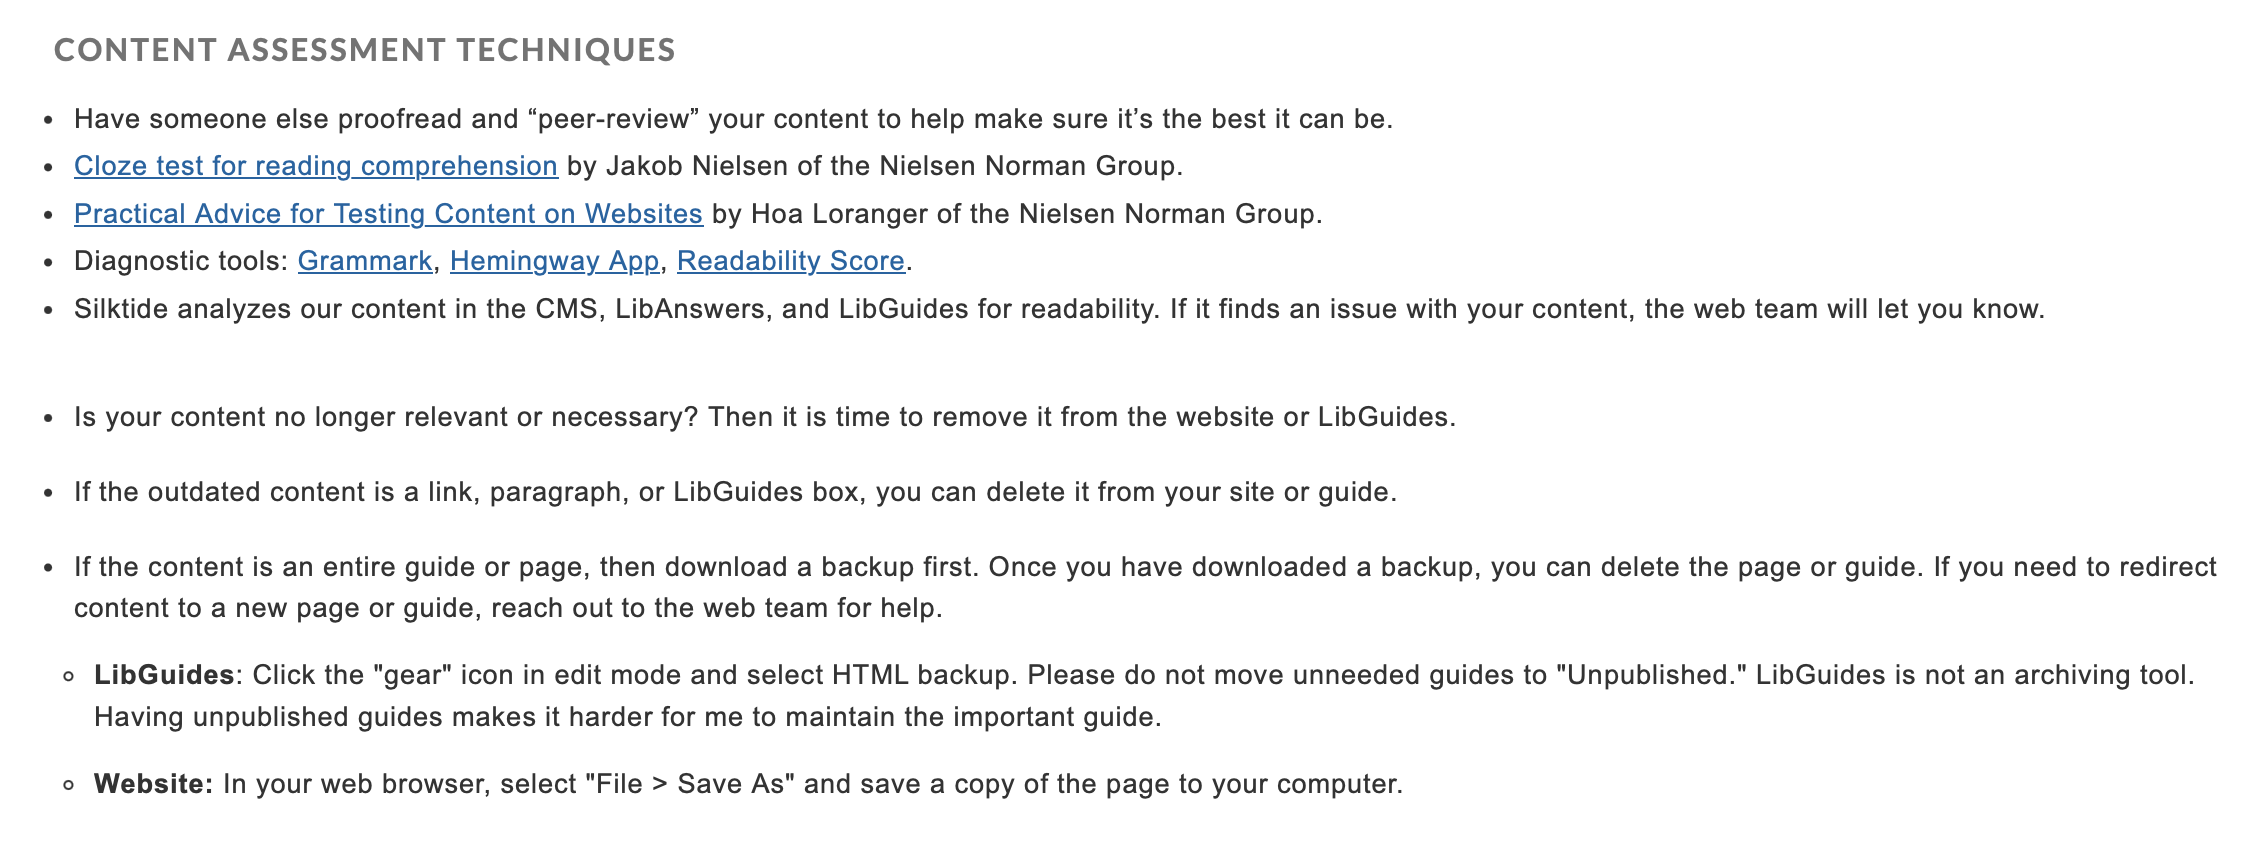 CONTENT ASSESSMENT TECHNIQUES
• Have someone else proofread and “peer-review” your content to help make sure it’s the best it can be.
• Cloze test for reading comprehension by Jakob Nielsen of the Nielsen Norman Group.
• Practical Advice for Testing Content on Websites by Hoa Loranger of the Nielsen Norman Group.
• Diagnostic tools: Grammark, Hemingway App, Readability Score.
• Silktide analyzes our content in the CMS, LibAnswers, and LibGuides for readability. If it finds an issue with your content, the web team will let you know.
• Is your content no longer relevant or necessary? Then it is time to remove it from the website or LibGuides.
• If the outdated content is a link, paragraph, or LibGuides box, you can delete it from your site or guide.
• If the content is an entire guide or page, then download a backup first. Once you have downloaded a backup, you can delete the page or guide. If you need to redirect
content to a new page or guide, reach out to the web team for help.
◦ LibGuides: Click the "gear" icon in edit mode and select HTML backup. Please do not move unneeded guides to "Unpublished." LibGuides is not an archiving tool.
Having unpublished guides makes it harder for me to maintain the important guide.
◦ Website: In your web browser, select "File > Save As" and save a copy of the page to your computer.